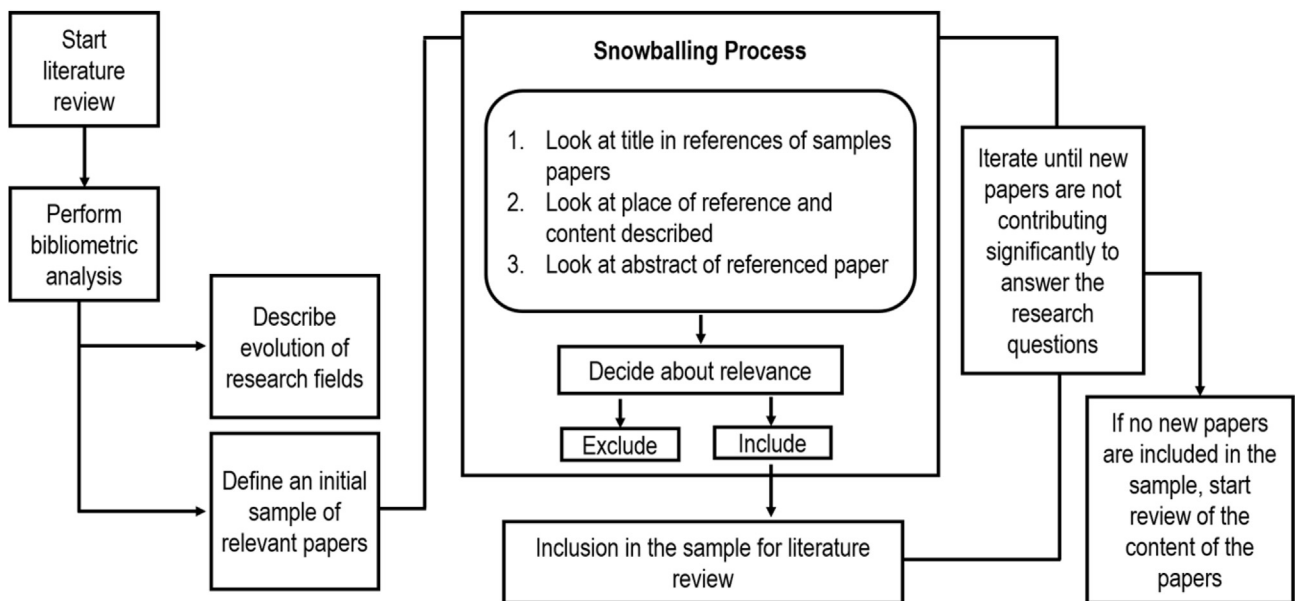 Start
literature
review
Perform
bibliometric
analysis
Describe
evolution of
research fields
Define an initial
sample of
relevant papers
Snowballing Process
1. Look at title in references of samples
papers
2. Look at place of reference and
content described
3. Look at abstract of referenced paper
Decide about relevance
Exclude
Include
Inclusion in the sample for literature
review
Iterate until new
papers are not
contributing
significantly to
answer the
research
questions
If no new papers
are included in the
sample, start
review of the
content of the
papers